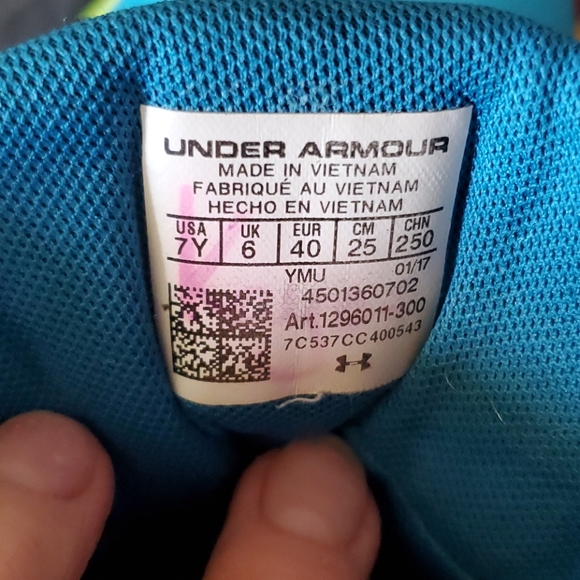 UNDER ARMOUR
MADE IN VIETNAM
FABRIQUÉ AU VIETNAM
HECHO EN VIETNAM
USA UK EUR CM CHN
7Y 6 40 25 250
YMU 01/17
4501360702
Art.1296011-300
7C537CC400543